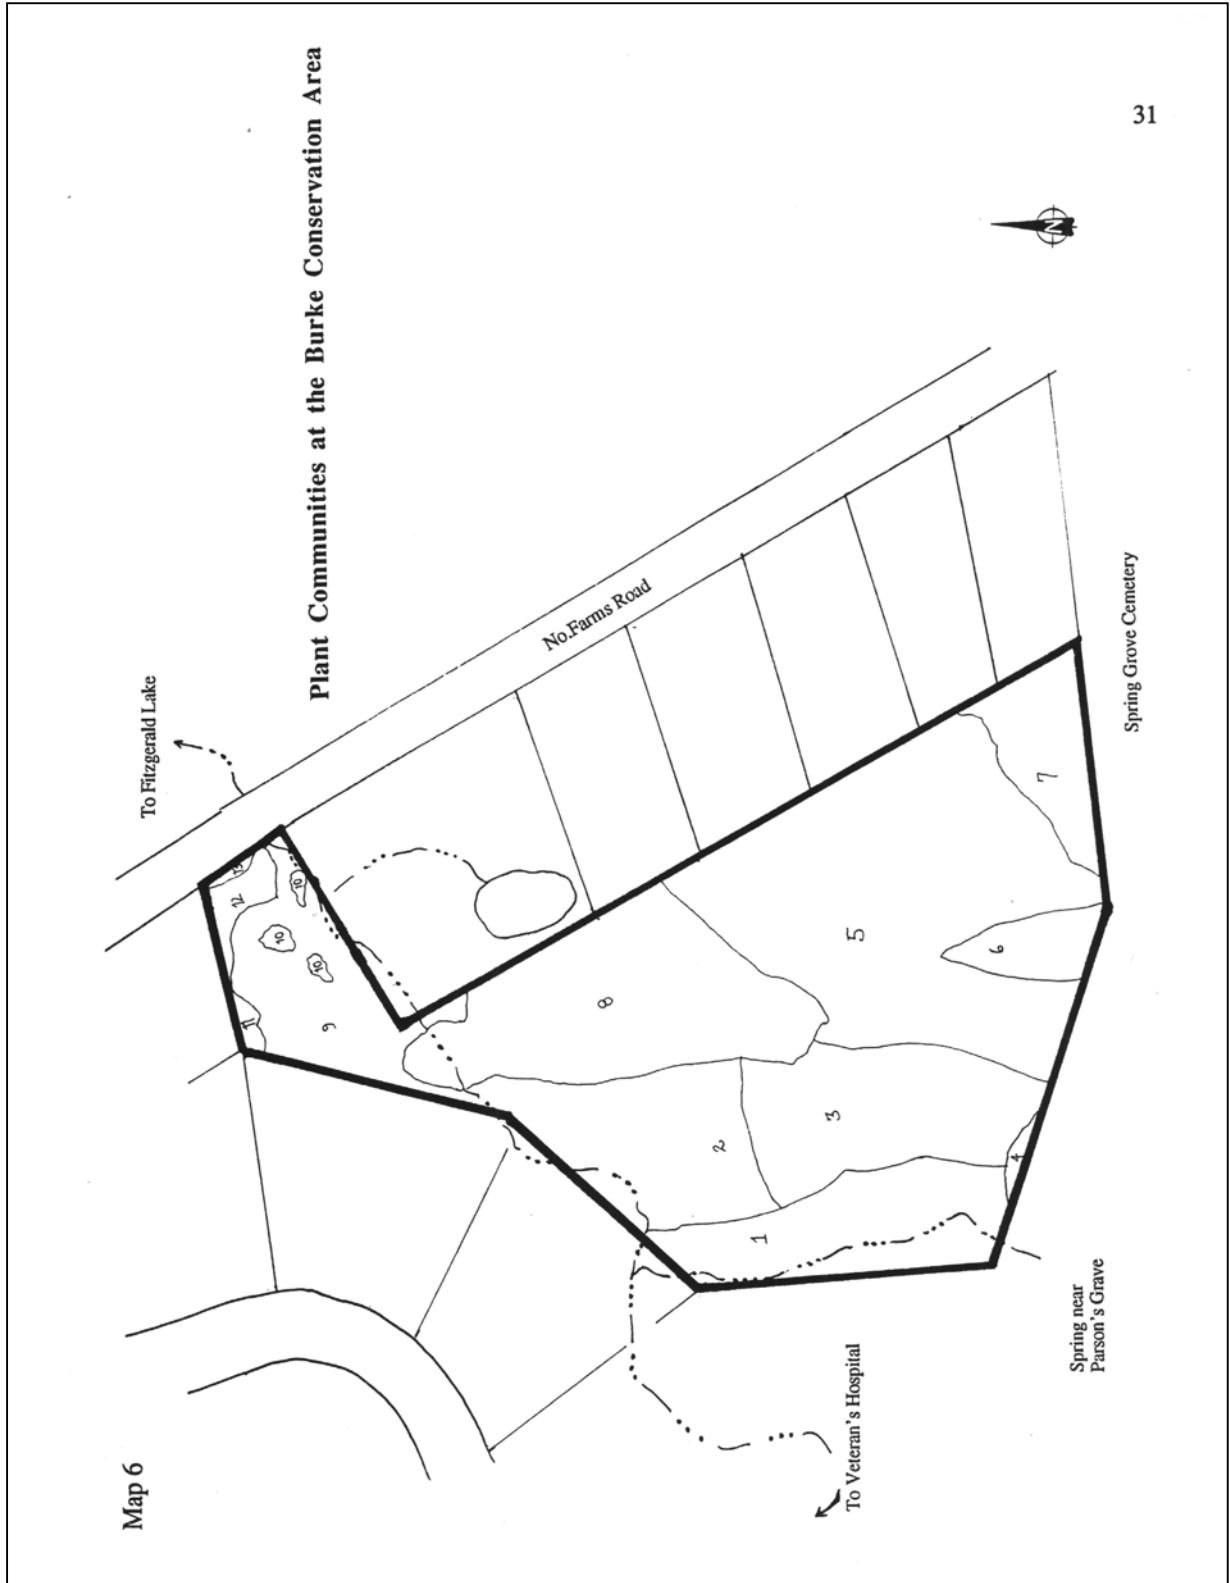 Map 6
Plant Communities at the Burke Conservation Area
31
To Fitzgerald Lake
No.Farms Road
N
13
12
10
10
10
11
9
8
5
7
6
2
3
1
4
Spring Grove Cemetery
To Veteran's Hospital
Spring near
Parson's Grave